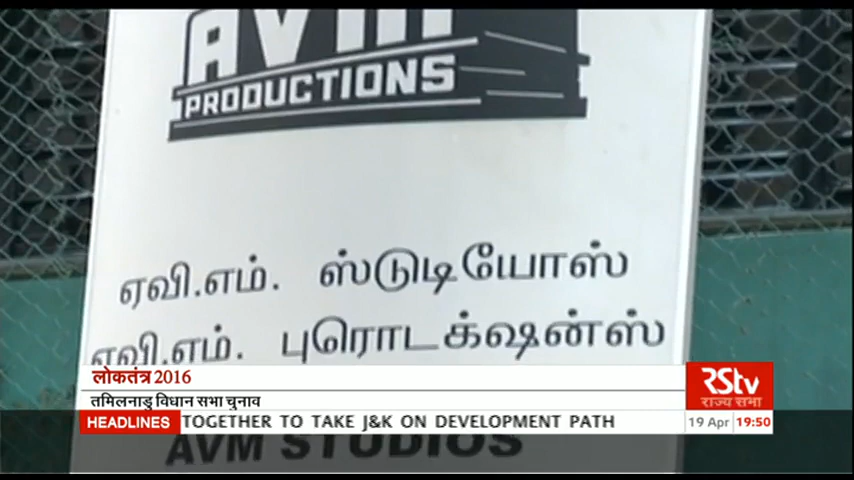 AVM
PRODUCTIONS
ஏவி.எம். ஸ்டுடியோஸ்
ஏவி.எம். புரொடக்ஷன்ஸ்
लोकतंत्र 2016
तमिलनाडु विधान सभा चुनाव
RStv
राज्य सभा
HEADLINES TOGETHER TO TAKE J&K ON DEVELOPMENT PATH 19 Apr 19:50
AVM STUDIOS